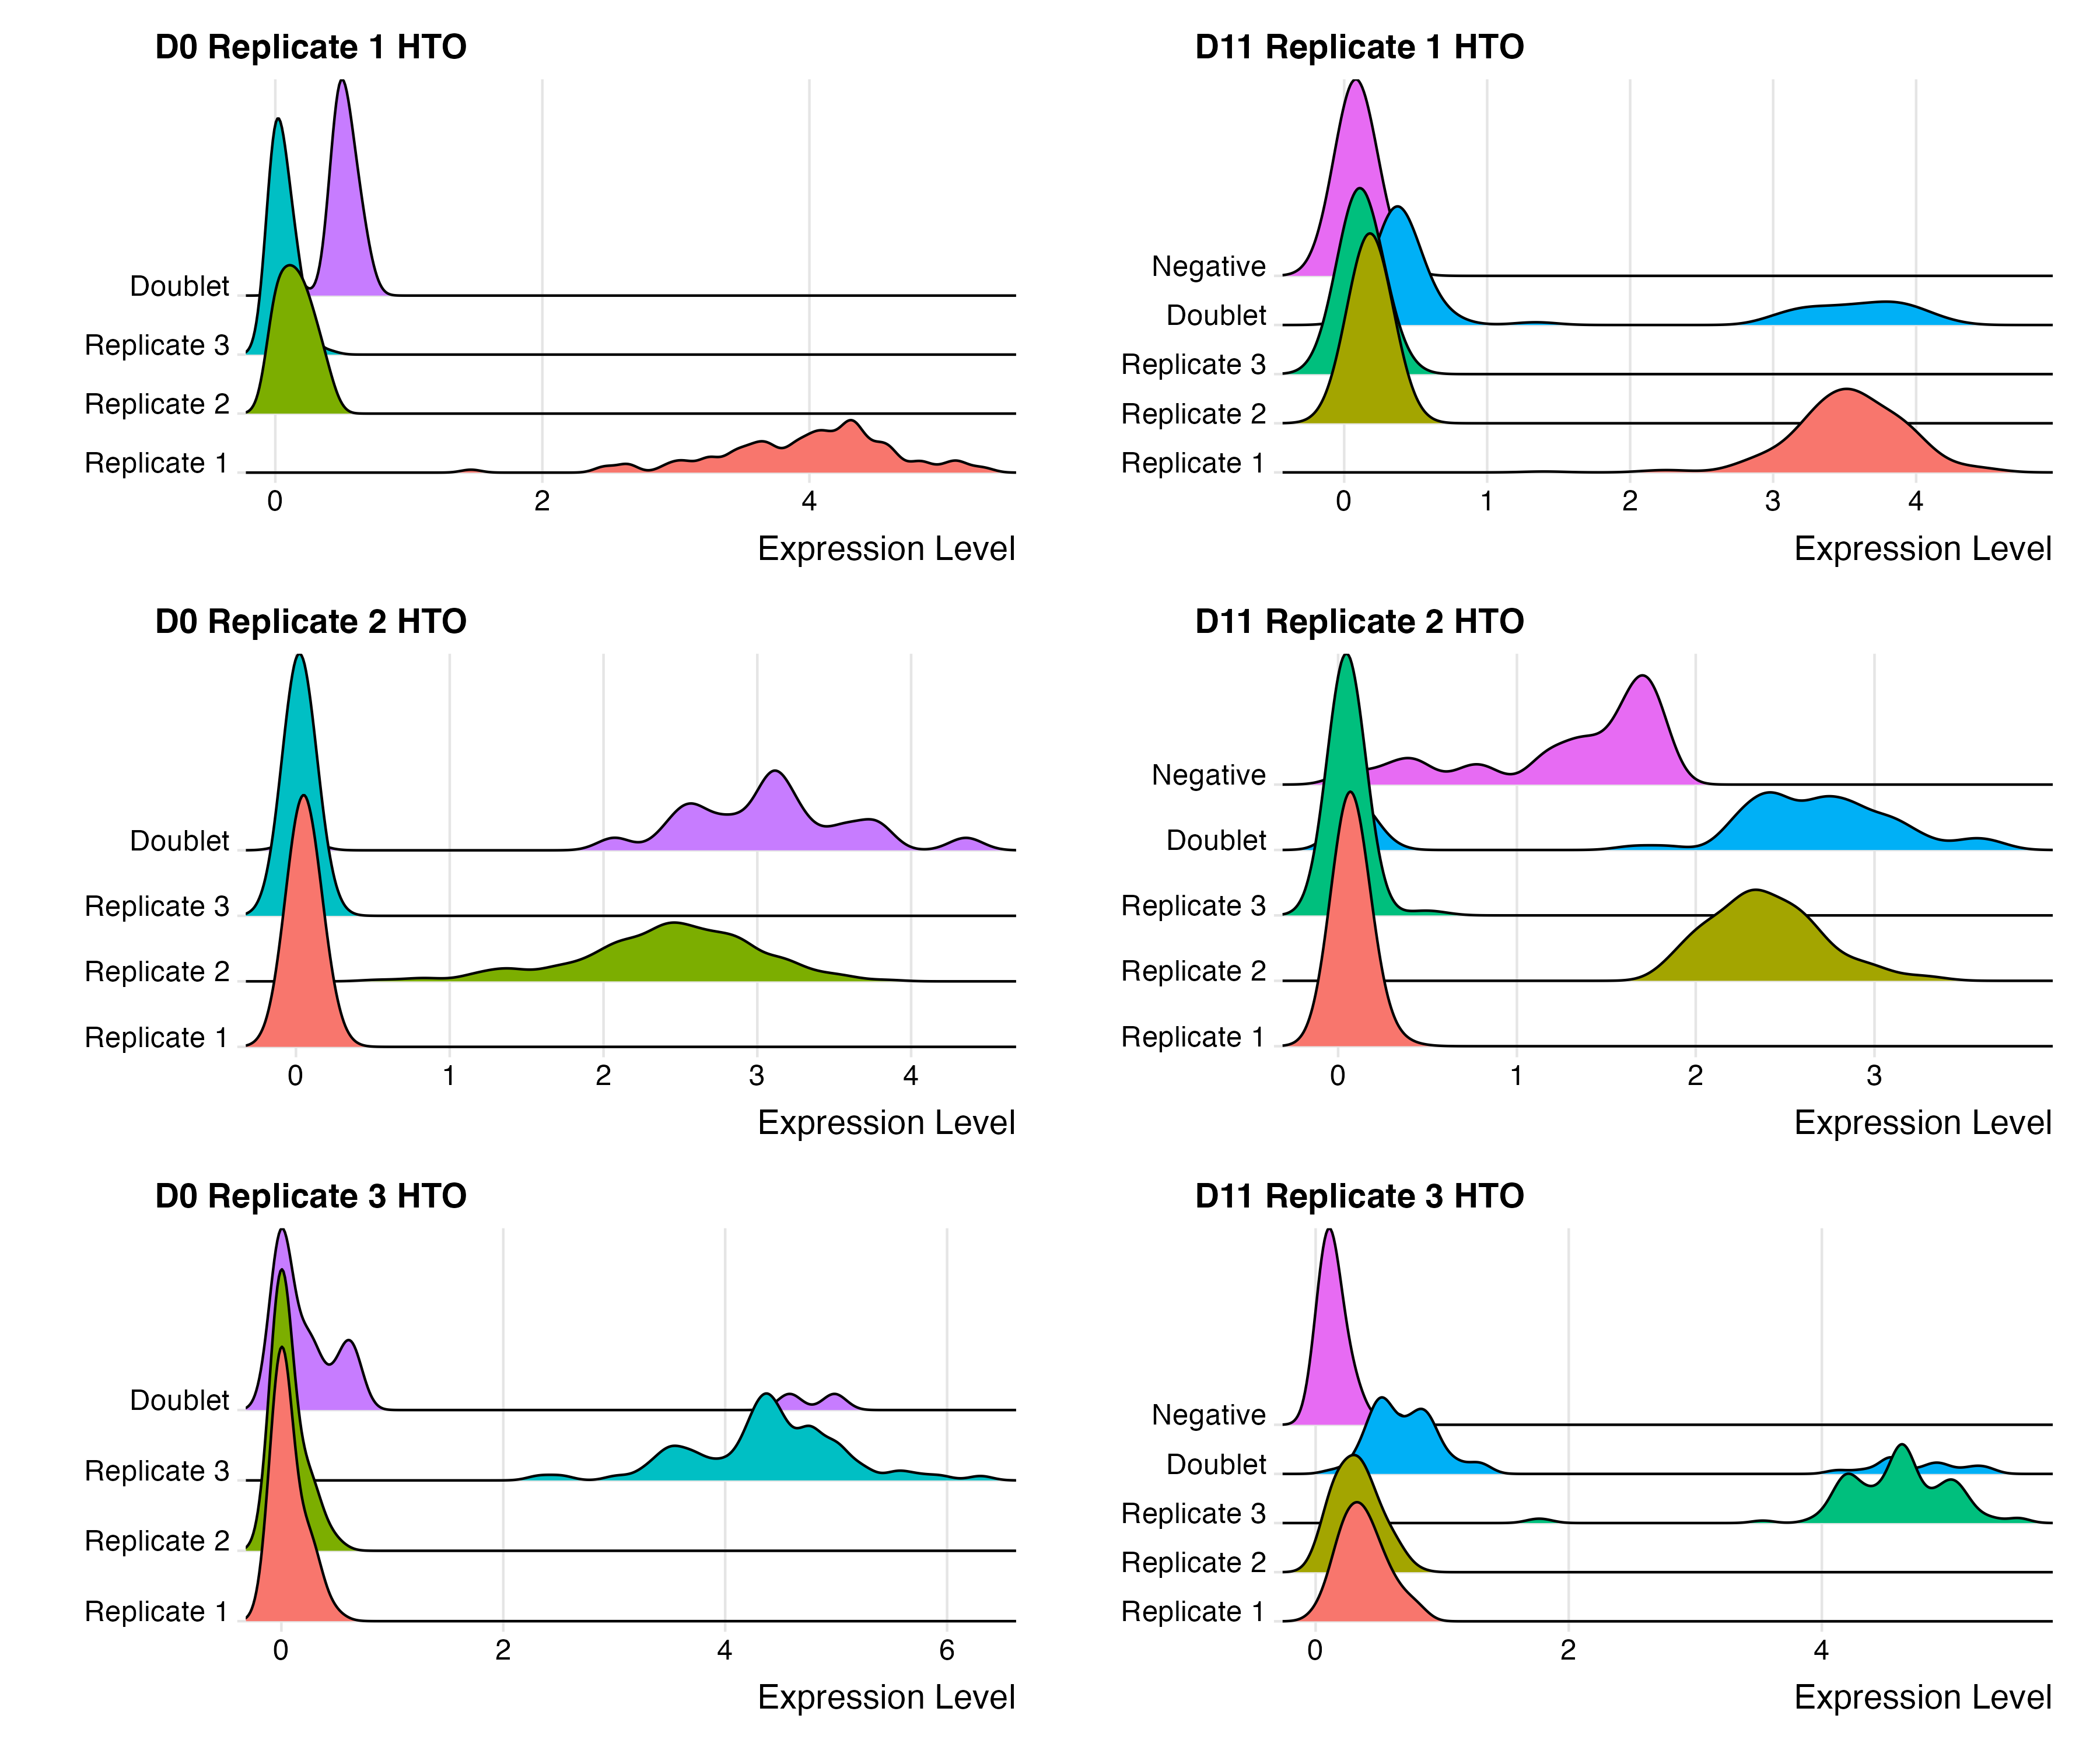 D0 Replicate 1 HTO
Doublet
Replicate 3
Replicate 2
Replicate 1
0 2 4
Expression Level
D11 Replicate 1 HTO
Negative
Doublet
Replicate 3
Replicate 2
Replicate 1
0 1 2 3 4
Expression Level
D0 Replicate 2 HTO
Doublet
Replicate 3
Replicate 2
Replicate 1
0 1 2 3 4
Expression Level
D11 Replicate 2 HTO
Negative
Doublet
Replicate 3
Replicate 2
Replicate 1
0 1 2 3
Expression Level
D0 Replicate 3 HTO
Doublet
Replicate 3
Replicate 2
Replicate 1
0 2 4 6
Expression Level
D11 Replicate 3 HTO
Negative
Doublet
Replicate 3
Replicate 2
Replicate 1
0 2 4
Expression Level